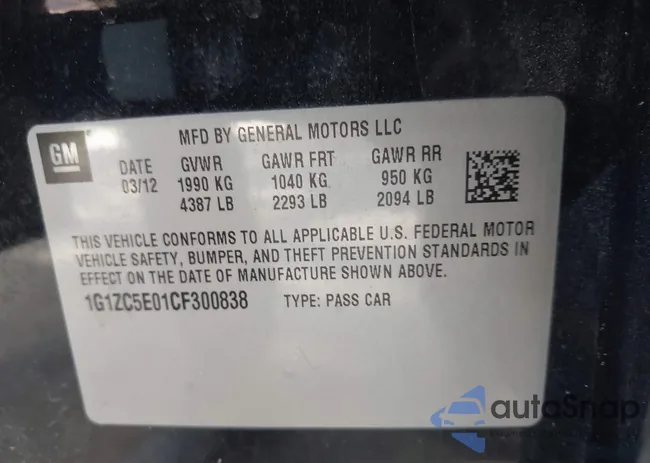 GM
MFD BY GENERAL MOTORS LLC
DATE GVWR GAWR FRT GAWR RR
03/12 1990 KG 1040 KG 950 KG
4387 LB 2293 LB 2094 LB
THIS VEHICLE CONFORMS TO ALL APPLICABLE U.S. FEDERAL MOTOR
VEHICLE SAFETY, BUMPER, AND THEFT PREVENTION STANDARDS IN
EFFECT ON THE DATE OF MANUFACTURE SHOWN ABOVE.
1G1ZC5E01CF300838 TYPE: PASS CAR
autoSnap